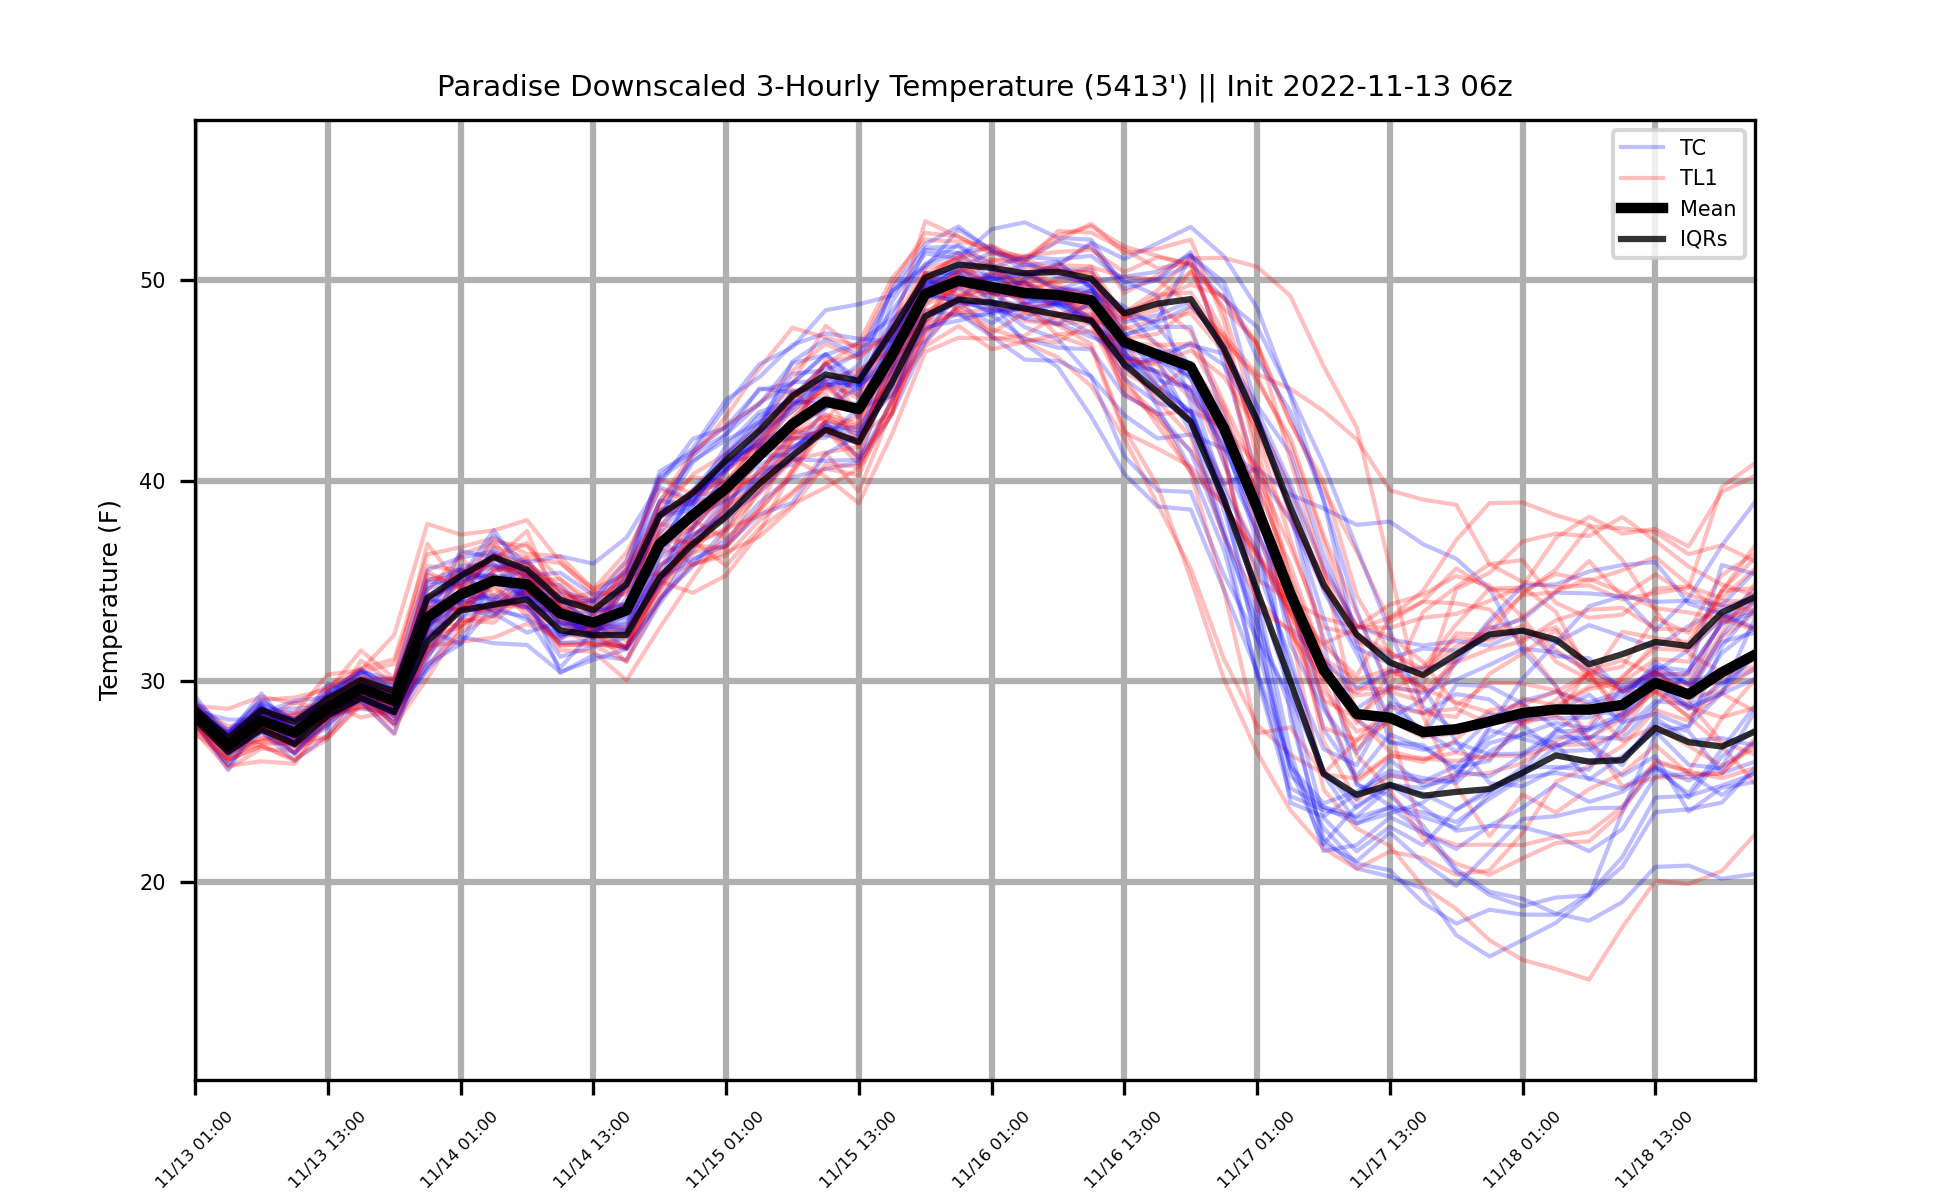 Paradise Downscaled 3-Hourly Temperature (5413') || Init 2022-11-13 06z
TC
TL1
Mean
IQRs
Temperature (F)
50
40
30
20
11/13 01:00
11/13 13:00
11/14 01:00
11/14 13:00
11/15 01:00
11/15 13:00
11/16 01:00
11/16 13:00
11/17 01:00
11/17 13:00
11/18 01:00
11/18 13:00